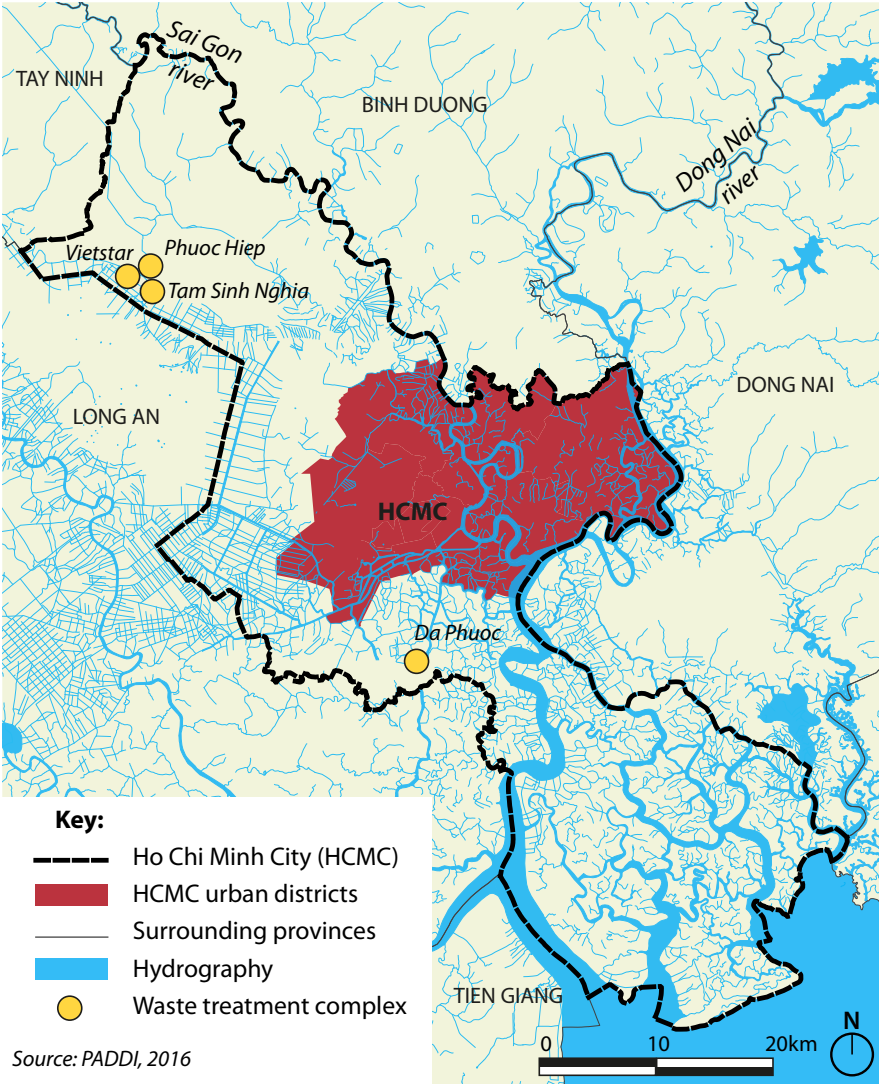 Sai Gon
river
TAY NINH
BINH DUONG
Dong Nai
river
Vietstar
Phuoc Hiep
Tam Sinh Nghia
DONG NAI
LONG AN
HCMC
Da Phuoc
Key:
Ho Chi Minh City (HCMC)
HCMC urban districts
Surrounding provinces
Hydrography
Waste treatment complex
Source: PADDI, 2016
TIEN GIANG
N
0 10 20km